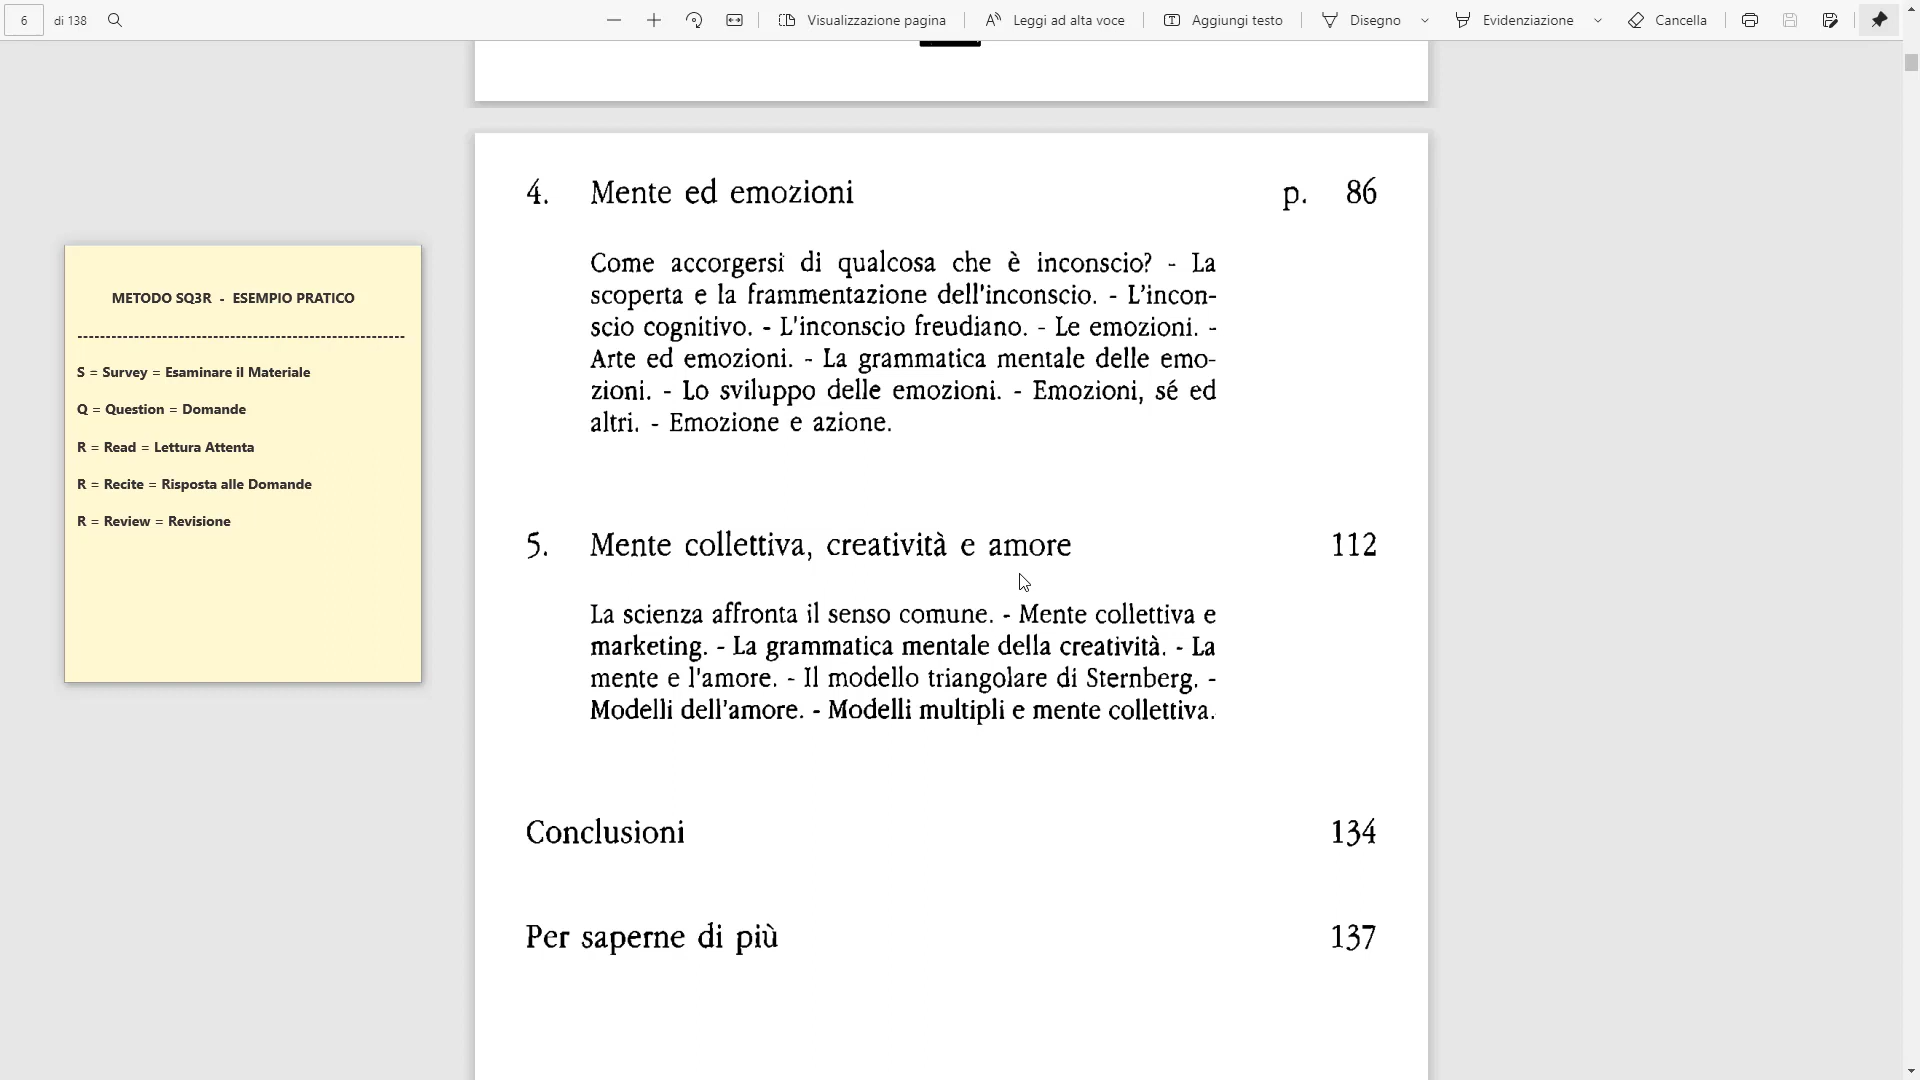 6 di 138 Visualizzazione pagina Leggi ad alta voce Aggiungi testo Disegno Evidenziazione Cancella
4. Mente ed emozioni p. 86
Come accorgersi di qualcosa che è inconscio? - La
scoperta e la frammentazione dell'inconscio. - L'incon-
scio cognitivo. - L'inconscio freudiano. - Le emozioni. -
Arte ed emozioni. - La grammatica mentale delle emo-
zioni. - Lo sviluppo delle emozioni. - Emozioni, sé ed
altri. - Emozione e azione.
5. Mente collettiva, creatività e amore 112
La scienza affronta il senso comune. - Mente collettiva e
marketing. - La grammatica mentale della creatività. - La
mente e l'amore. - Il modello triangolare di Sternberg. -
Modelli dell'amore. - Modelli multipli e mente collettiva.
Conclusioni 134
Per saperne di più 137
METODO SQ3R - ESEMPIO PRATICO
----------------------------------------------------------
S = Survey = Esaminare il Materiale
Q = Question = Domande
R = Read = Lettura Attenta
R = Recite = Risposta alle Domande
R = Review = Revisione